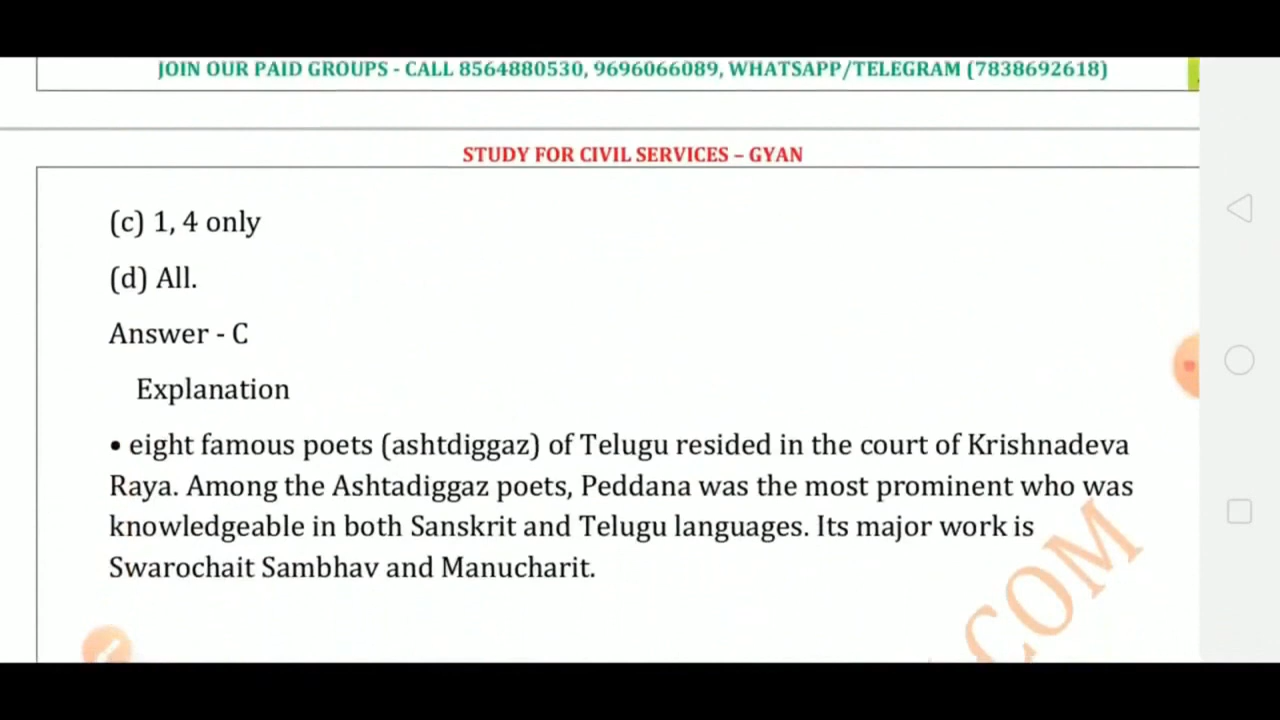 JOIN OUR PAID GROUPS - CALL 8564880530, 9696066089, WHATSAPP/TELEGRAM (7838692618)
STUDY FOR CIVIL SERVICES – GYAN
(c) 1, 4 only
(d) All.
Answer - C
Explanation
• eight famous poets (ashtdiggaz) of Telugu resided in the court of Krishnadeva
Raya. Among the Ashtadiggaz poets, Peddana was the most prominent who was
knowledgeable in both Sanskrit and Telugu languages. Its major work is
Swarochait Sambhav and Manucharit.
.COM